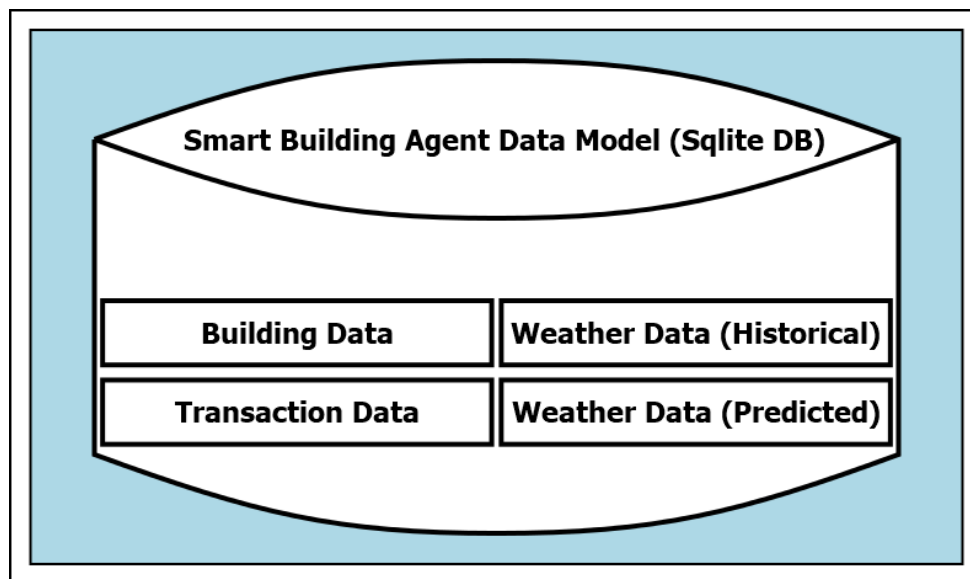 Smart Building Agent Data Model (Sqlite DB)
Building Data
Weather Data (Historical)
Transaction Data
Weather Data (Predicted)